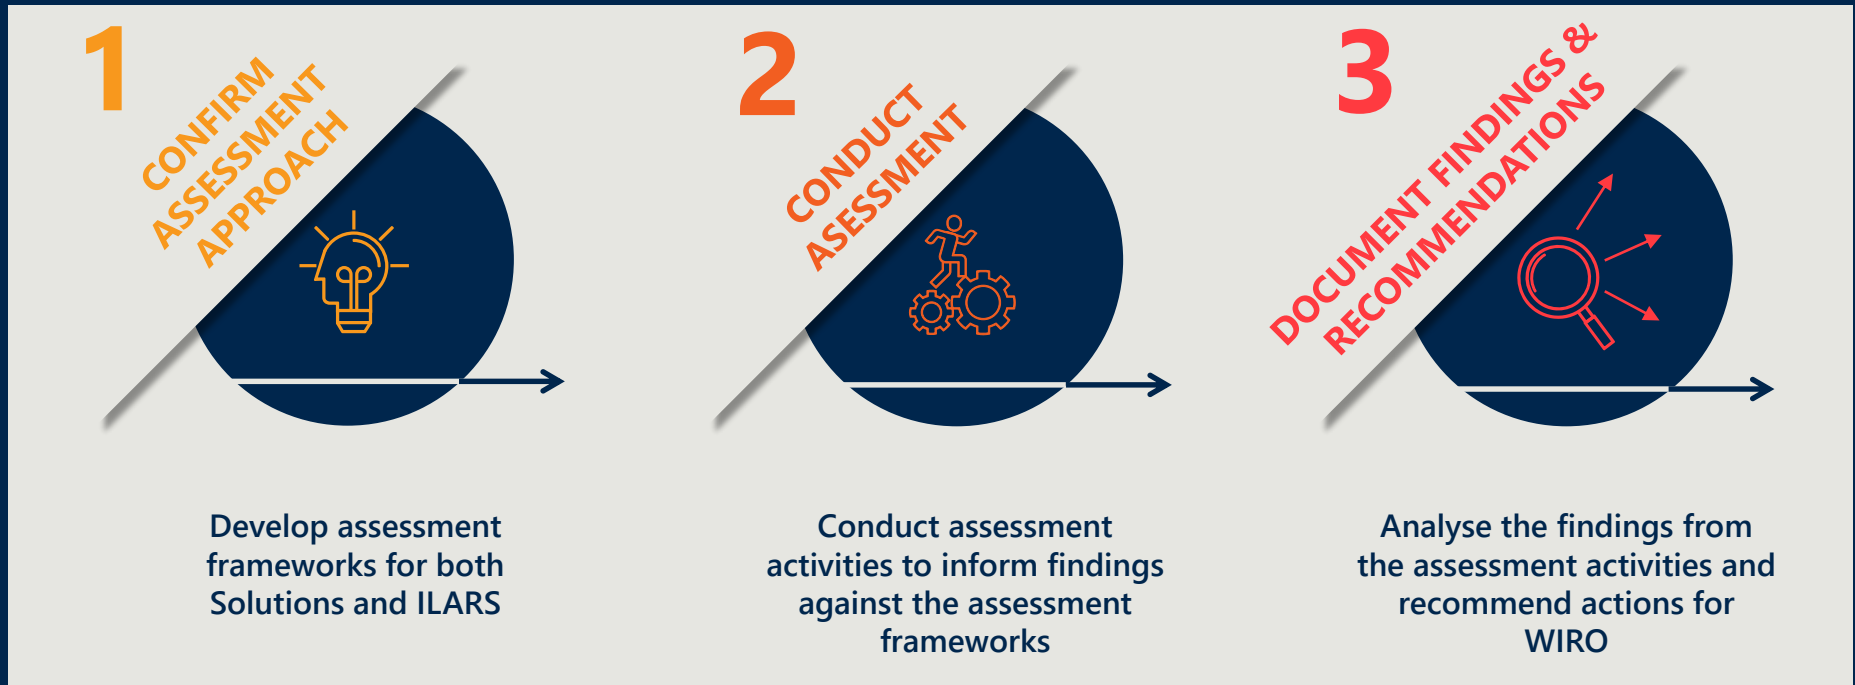 1
CONFIRM
ASSESSMENT
APPROACH
Develop assessment
frameworks for both
Solutions and ILARS
2
CONDUCT
ASESSMENT
Conduct assessment
activities to inform findings
against the assessment
frameworks
3
DOCUMENT FINDINGS &
RECOMMENDATIONS
Analyse the findings from
the assessment activities and
recommend actions for
WIRO